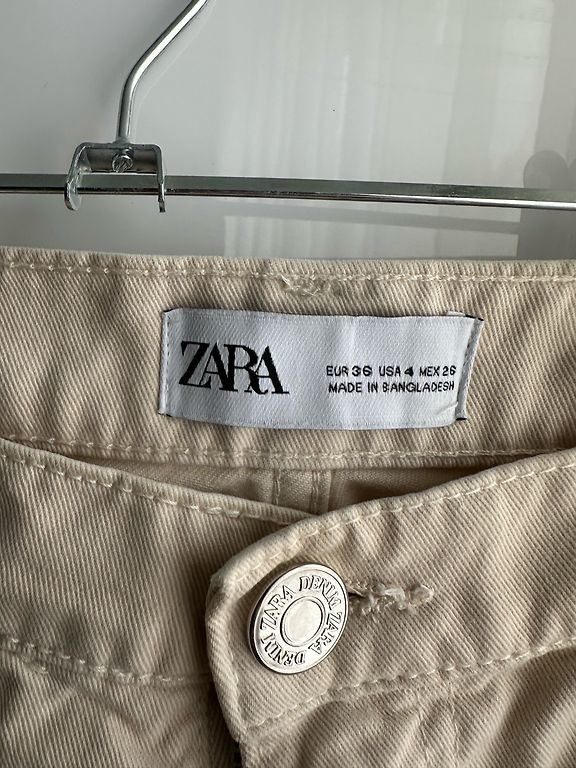 ZARA
EUR 36 USA 4 MEX 26
MADE IN BANGLADESH
ZARA DENIM ZARA DENIM